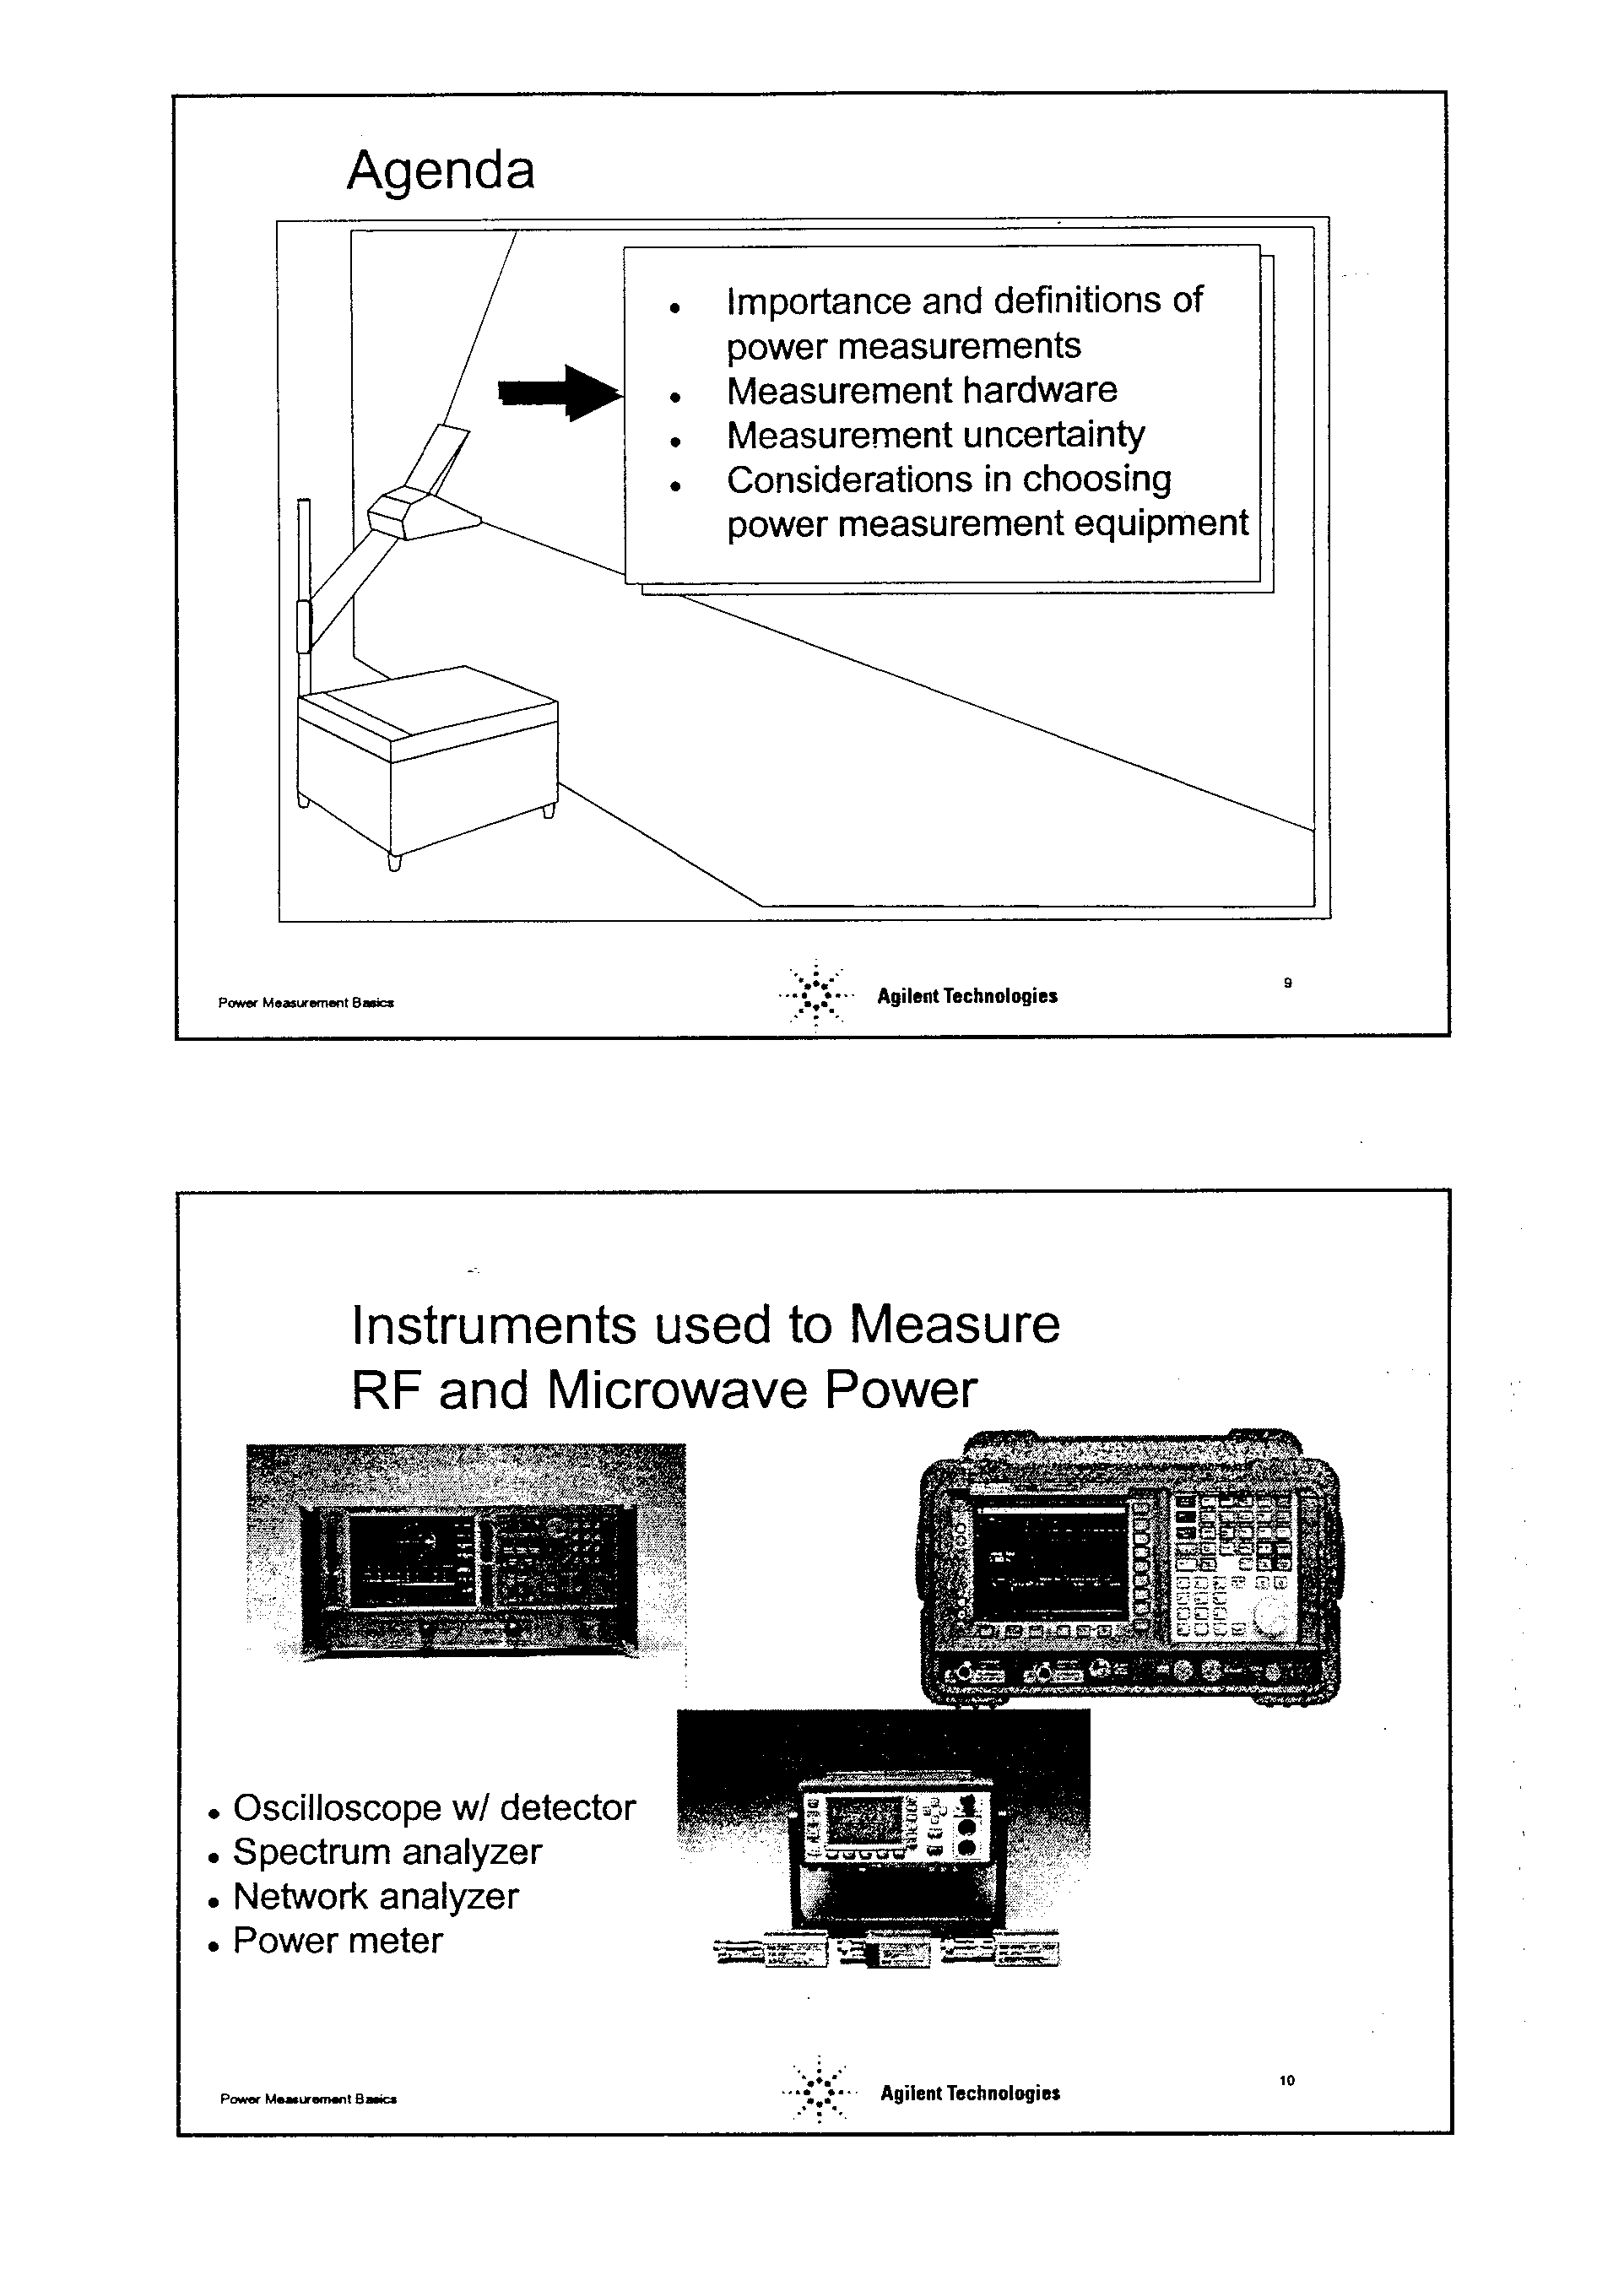 Agenda
• Importance and definitions of
power measurements
• Measurement hardware
• Measurement uncertainty
• Considerations in choosing
power measurement equipment
Power Measurement Basics
Agilent Technologies
9
Instruments used to Measure
RF and Microwave Power
• Oscilloscope w/ detector
• Spectrum analyzer
• Network analyzer
• Power meter
Power Measurement Basics
Agilent Technologies
10